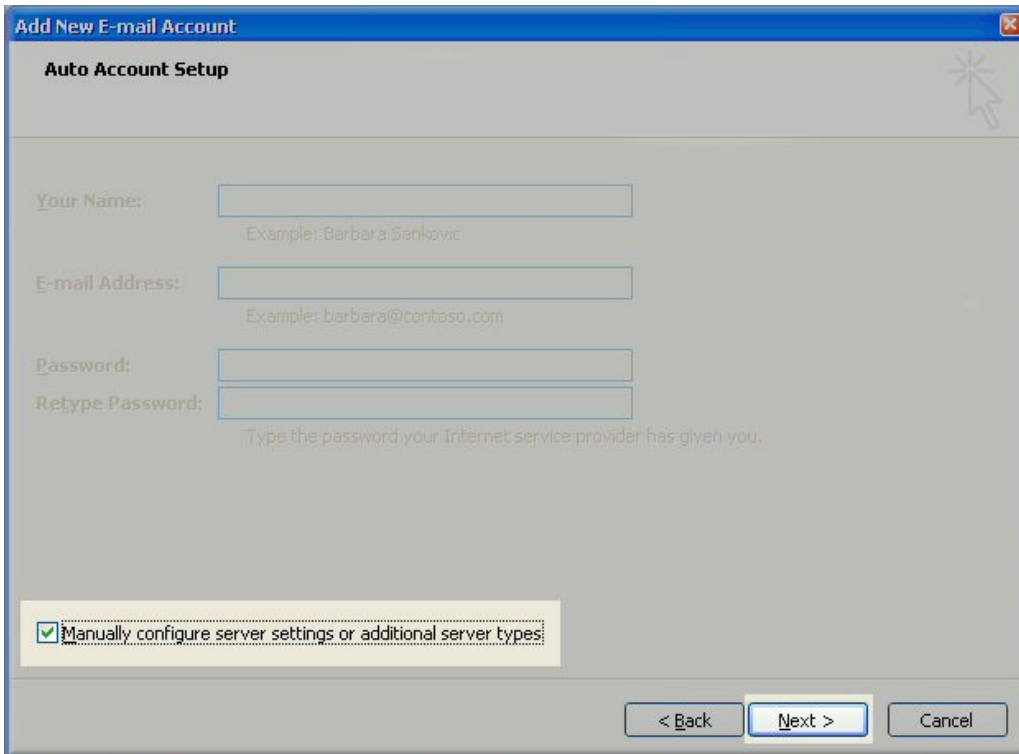 Add New E-mail Account
Auto Account Setup
Your Name:
Example: Barbara Sankovic
E-mail Address:
Example: barbara@contoso.com
Password:
Retype Password:
Type the password your Internet service provider has given you.
Manually configure server settings or additional server types
< Back Next > Cancel